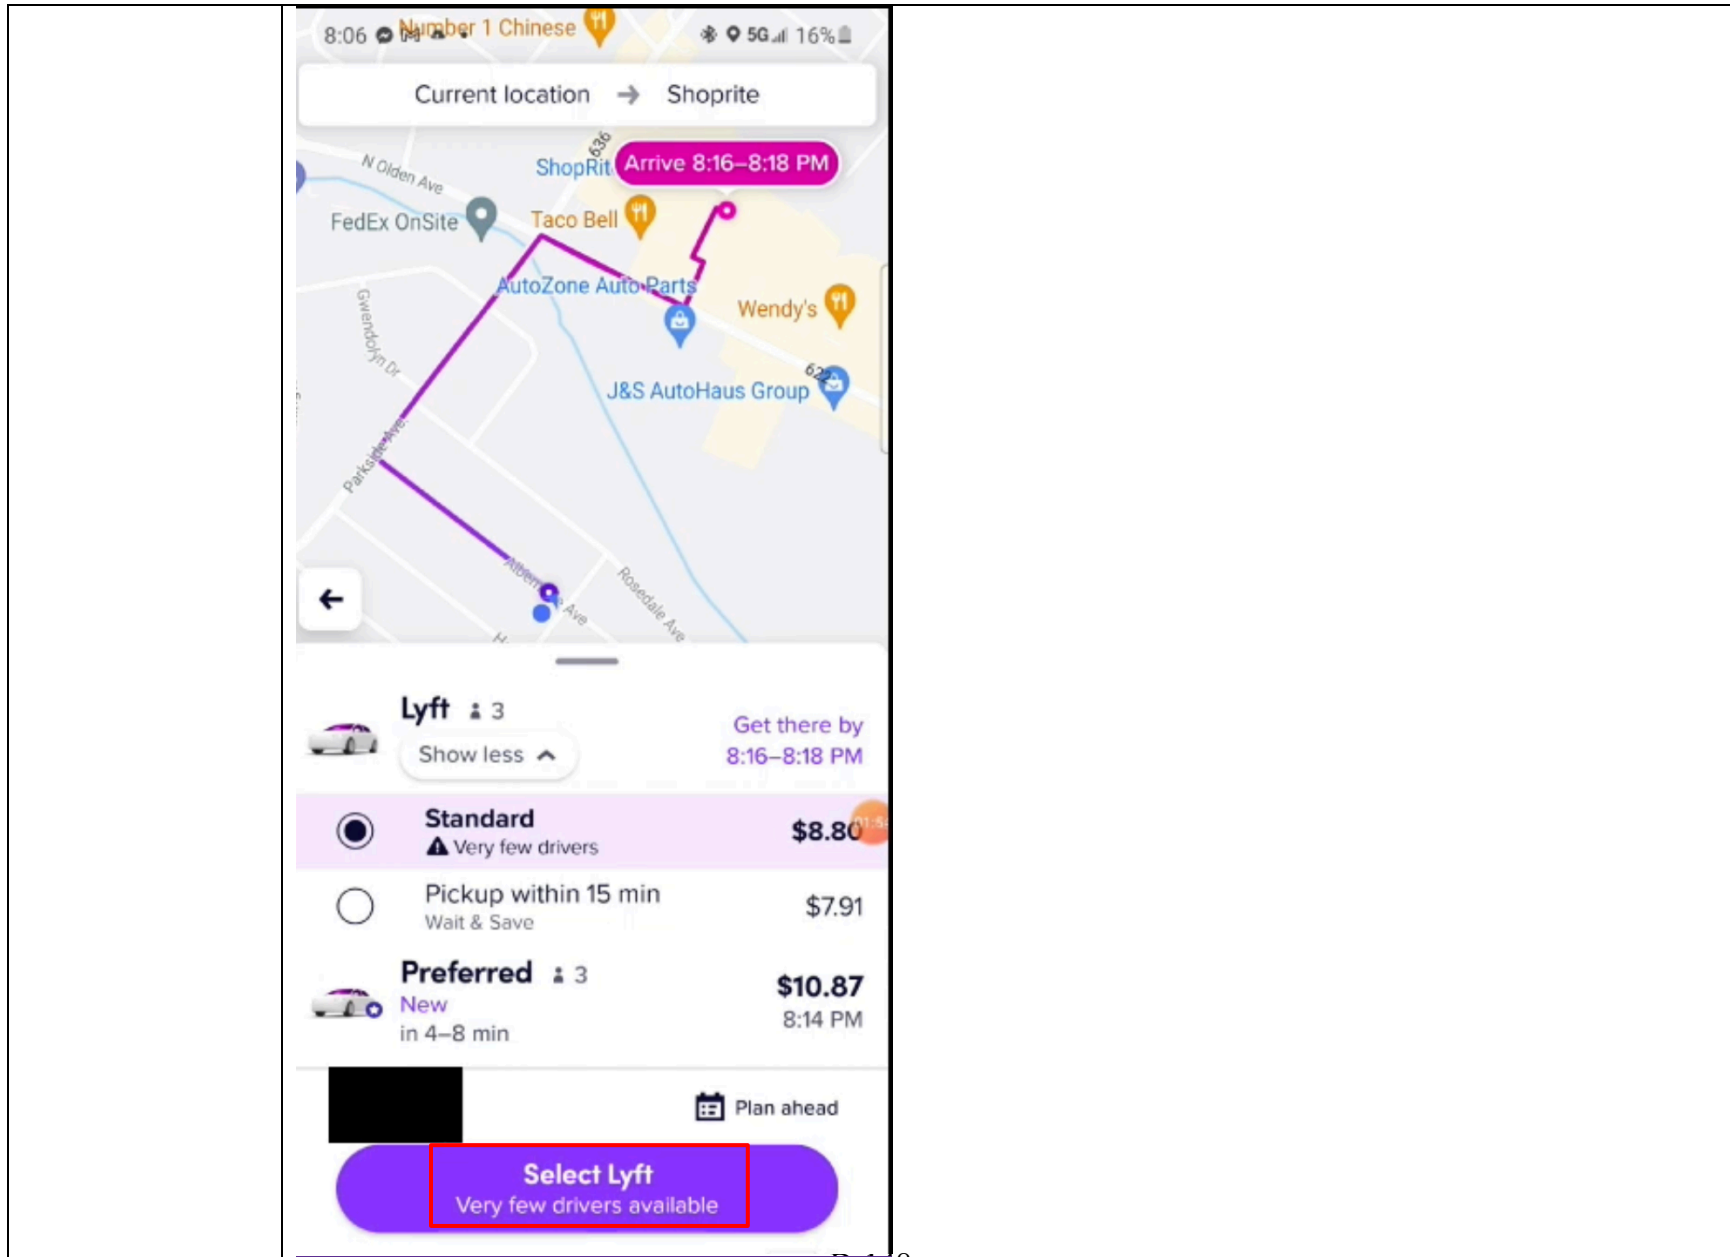 Number 1 Chinese
8:06
5G 16%
Current location → Shoprite
636
N Olden Ave
ShopRit
Arrive 8:16–8:18 PM
FedEx OnSite
Taco Bell
AutoZone Auto Parts
Gwendolyn Dr
Wendy's
622
J&S AutoHaus Group
Parkside Ave
Ave
Rosedale Ave
Lyft 3
Show less
Get there by
8:16–8:18 PM
Standard
Very few drivers
$8.80
Pickup within 15 min
Wait & Save
$7.91
Preferred 3
New
in 4–8 min
$10.87
8:14 PM
Plan ahead
Select Lyft
Very few drivers available